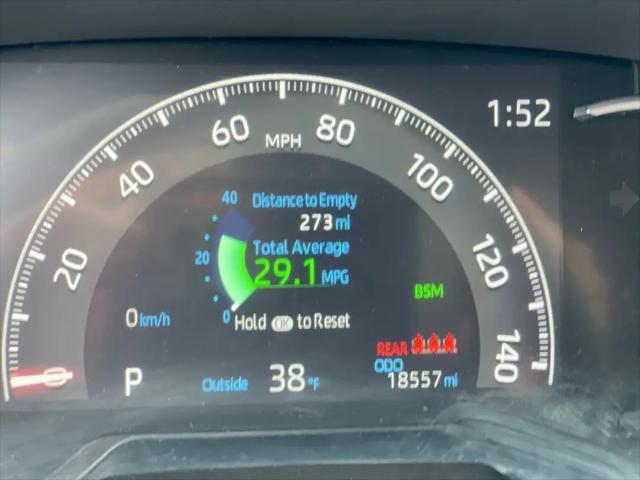 1:52
60 MPH 80
40 100
20 120
0 140
40 Distance to Empty
273 mi
Total Average
20 29.1 MPG
BSM
0
0 km/h Hold OK to Reset
REAR
ODO
P Outside 38 °F 18557 mi